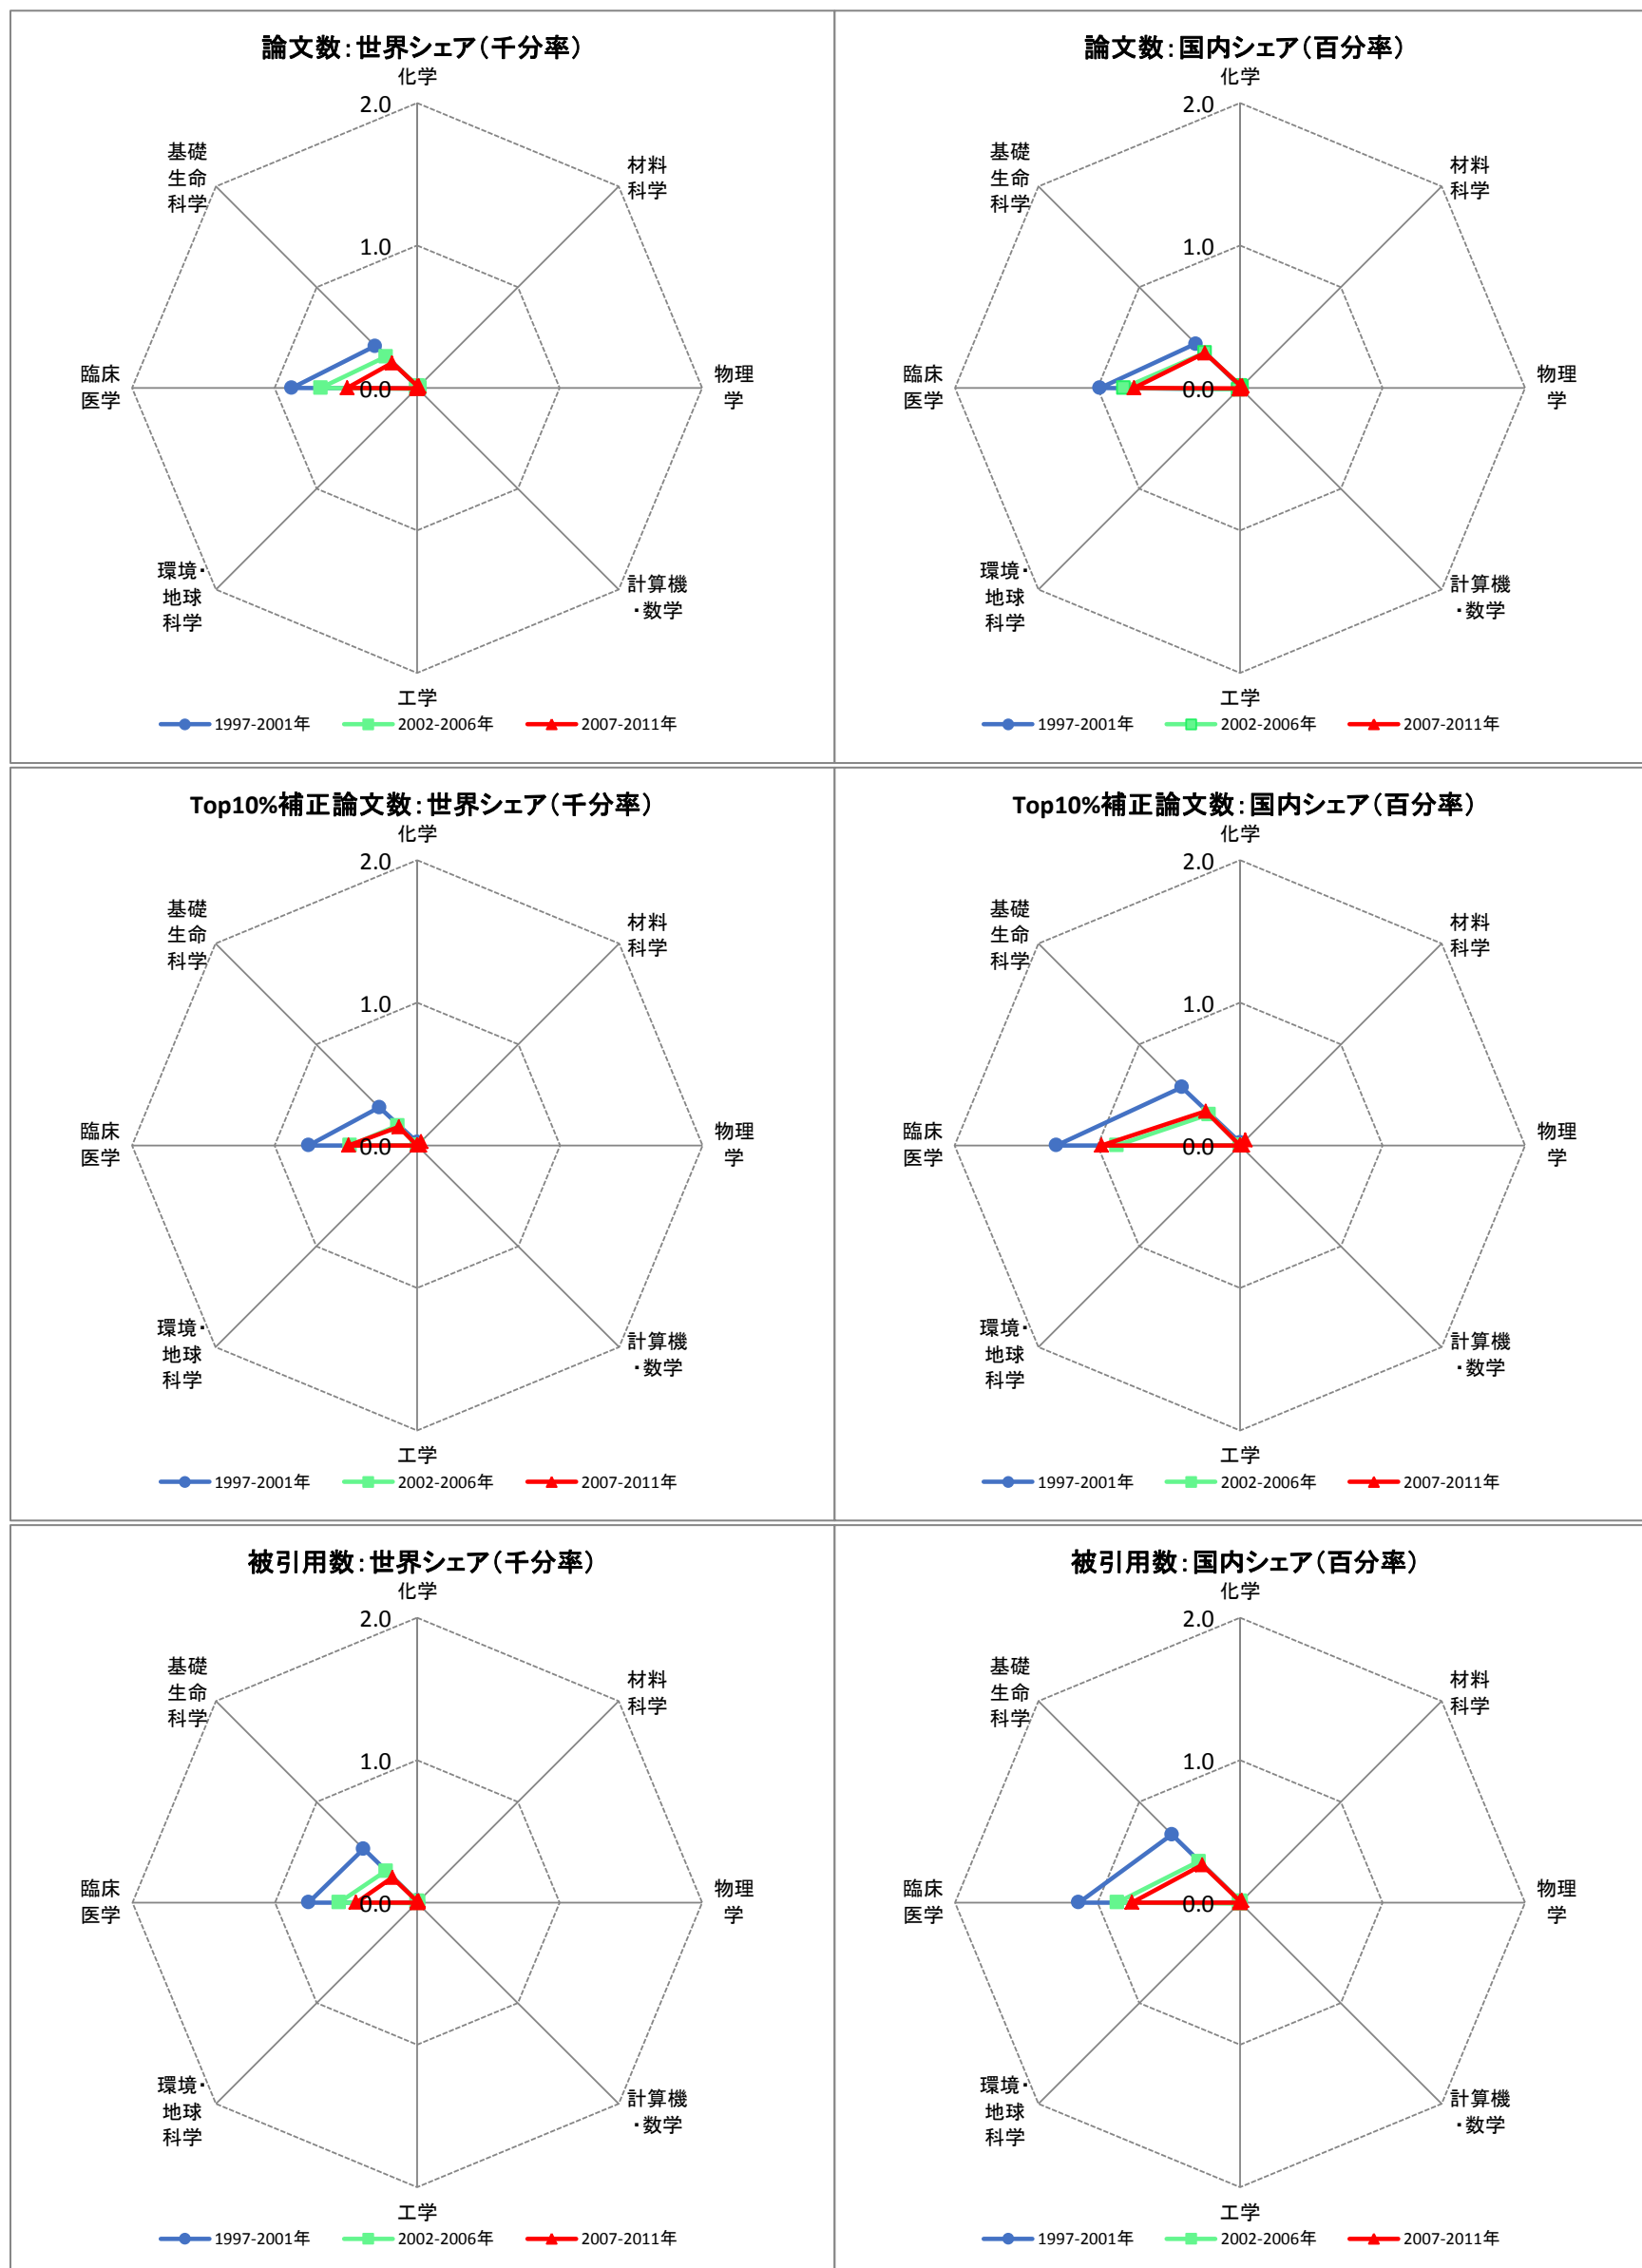 論文数：世界シェア（千分率）
化学
2.0
基礎
生命
科学
材料
科学
1.0
臨床
医学
0.0
物理
学
環境・
地球
科学
計算機
・数学
工学
1997-2001年 2002-2006年 2007-2011年
論文数：国内シェア（百分率）
化学
2.0
基礎
生命
科学
材料
科学
1.0
臨床
医学
0.0
物理
学
環境・
地球
科学
計算機
・数学
工学
1997-2001年 2002-2006年 2007-2011年
Top10%補正論文数：世界シェア（千分率）
化学
2.0
基礎
生命
科学
材料
科学
1.0
臨床
医学
0.0
物理
学
環境・
地球
科学
計算機
・数学
工学
1997-2001年 2002-2006年 2007-2011年
Top10%補正論文数：国内シェア（百分率）
化学
2.0
基礎
生命
科学
材料
科学
1.0
臨床
医学
0.0
物理
学
環境・
地球
科学
計算機
・数学
工学
1997-2001年 2002-2006年 2007-2011年
被引用数：世界シェア（千分率）
化学
2.0
基礎
生命
科学
材料
科学
1.0
臨床
医学
0.0
物理
学
環境・
地球
科学
計算機
・数学
工学
1997-2001年 2002-2006年 2007-2011年
被引用数：国内シェア（百分率）
化学
2.0
基礎
生命
科学
材料
科学
1.0
臨床
医学
0.0
物理
学
環境・
地球
科学
計算機
・数学
工学
1997-2001年 2002-2006年 2007-2011年